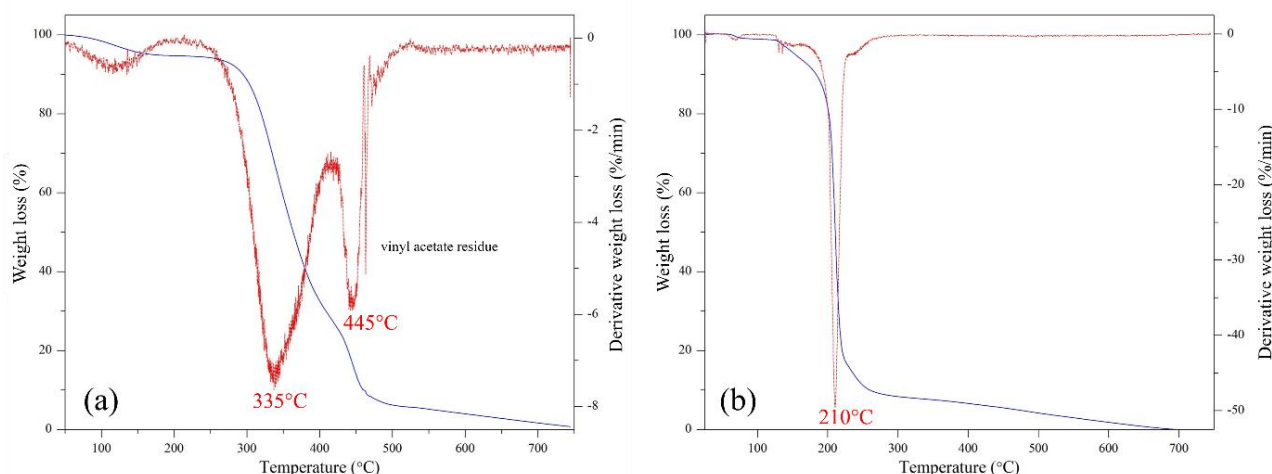 100
80
60
40
20
0
Weight loss (%)
0
-2
-4
-6
-8
Derivative weight loss (%/min)
vinyl acetate residue
445°C
335°C
(a)
100 200 300 400 500 600 700
Temperature (°C)
100
80
60
40
20
0
Weight loss (%)
0
-10
-20
-30
-40
-50
Derivative weight loss (%/min)
(b)
210°C
100 200 300 400 500 600 700
Temperature (°C)